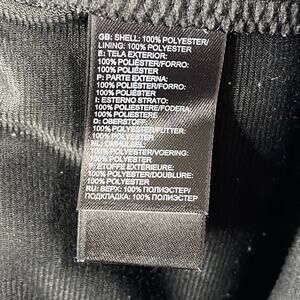 GB: SHELL: 100% POLYESTER/
LINING: 100% POLYESTER
E: TELA EXTERIOR:
100% POLIÉSTER/FORRO:
100% POLIÉSTER
P: PARTE EXTERNA:
100% POLIÉSTER/FORRO:
100% POLIÉSTER
I: ESTERNO STRATO:
100% POLIESTERE/FODERA:
100% POLIESTERE
D: OBERSTOFF:
100% POLYESTER/FUTTER:
100% POLYESTER
NL: OMHULSEL:
100% POLYESTER/VOERING:
100% POLYESTER
F: ÉTOFFE EXTÉRIEURE:
100% POLYESTER/DOUBLURE:
100% POLYESTER
RU: ВЕРХ: 100% ПОЛИЭСТЕР/
ПОДКЛАДКА: 100% ПОЛИЭСТЕР